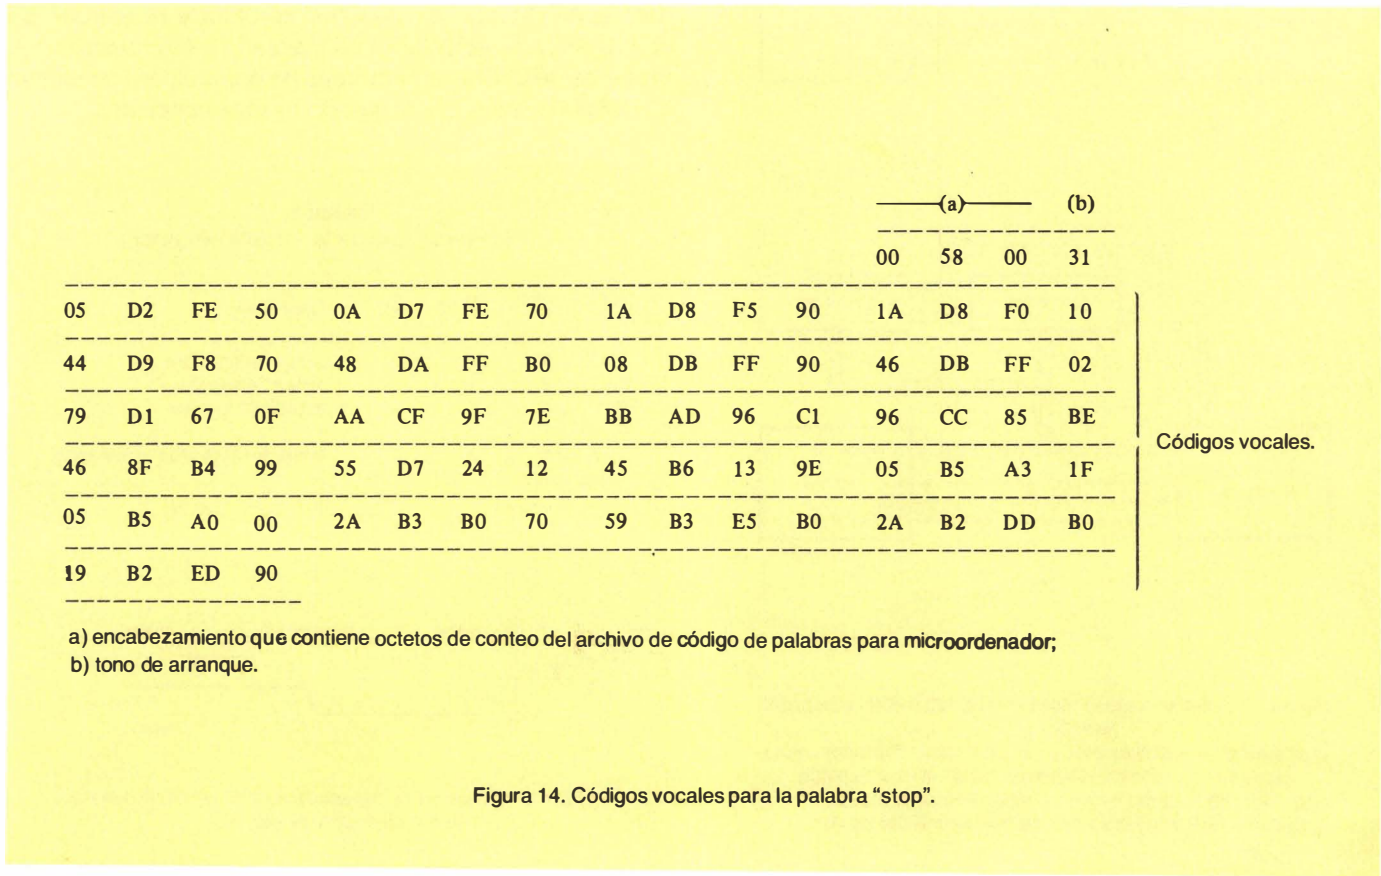 (a) (b)
00 58 00 31
05 D2 FE 50 0A D7 FE 70 1A D8 F5 90 1A D8 F0 10
44 D9 F8 70 48 DA FF B0 08 DB FF 90 46 DB FF 02
79 D1 67 0F AA CF 9F 7E BB AD 96 C1 96 CC 85 BE
Códigos vocales.
46 8F B4 99 55 D7 24 12 45 B6 13 9E 05 B5 A3 1F
05 B5 A0 00 2A B3 B0 70 59 B3 E5 B0 2A B2 DD B0
19 B2 ED 90
a) encabezamiento que contiene octetos de conteo del archivo de código de palabras para microordenador;
b) tono de arranque.
Figura 14. Códigos vocales para la palabra “stop”.